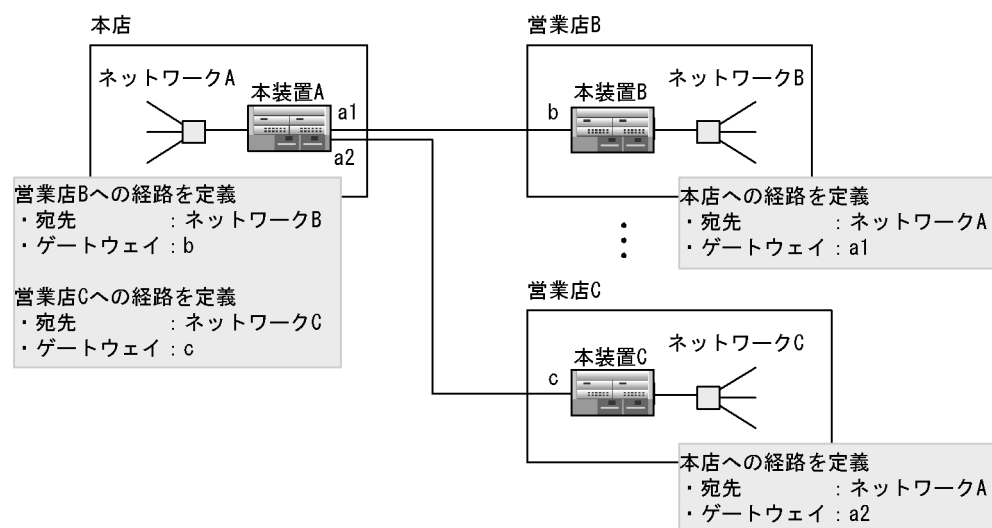 本店
ネットワークA
本装置A
a1
a2
営業店Bへの経路を定義
・宛先　　　：ネットワークB
・ゲートウェイ：b
営業店Cへの経路を定義
・宛先　　　：ネットワークC
・ゲートウェイ：c
営業店B
本装置B
ネットワークB
b
本店への経路を定義
・宛先　　　：ネットワークA
・ゲートウェイ：a1
営業店C
本装置C
ネットワークC
c
本店への経路を定義
・宛先　　　：ネットワークA
・ゲートウェイ：a2